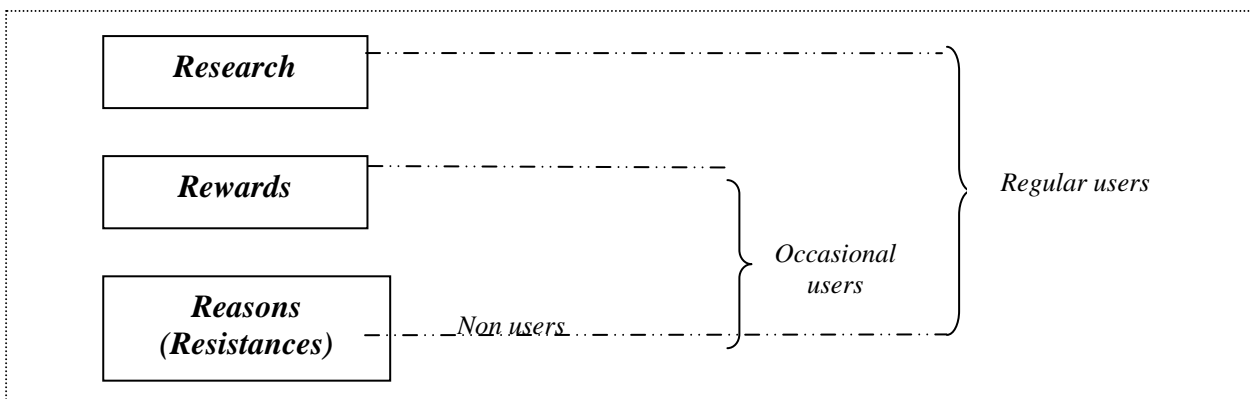 Research
Rewards
Regular users
Occasional
users
Reasons
(Resistances)
Non users